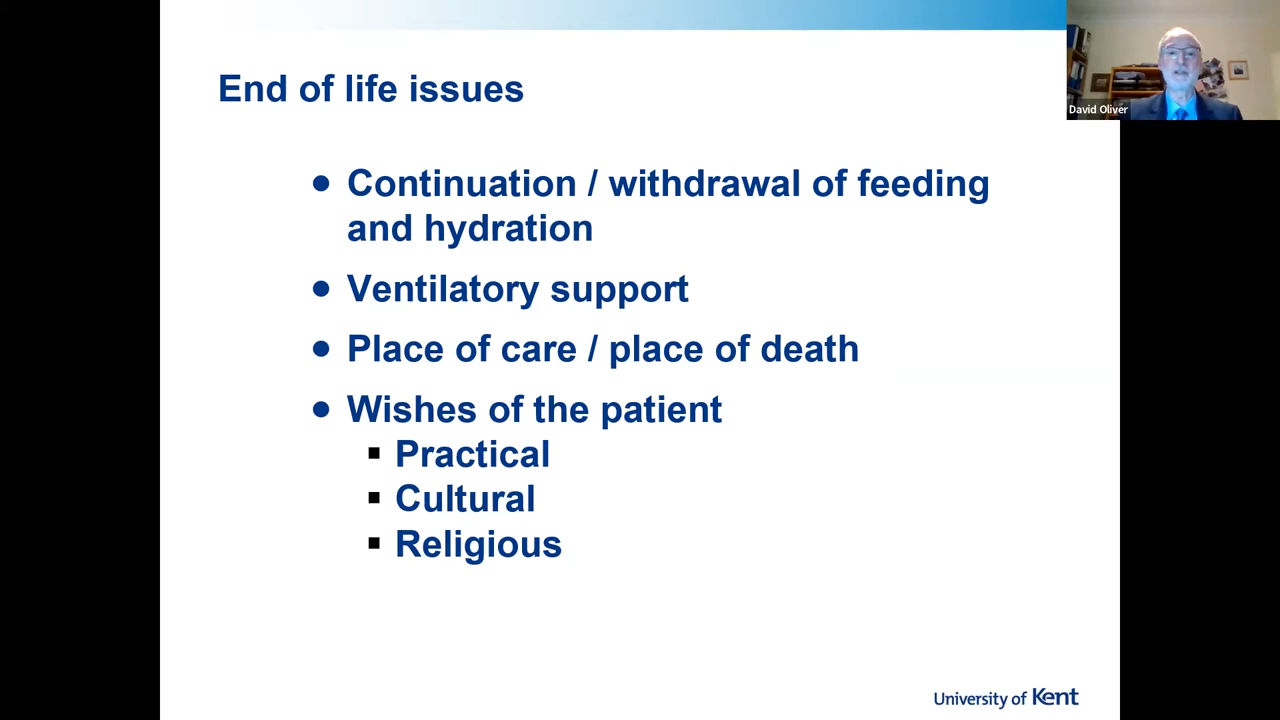 End of life issues
David Oliver
• Continuation / withdrawal of feeding
and hydration
• Ventilatory support
• Place of care / place of death
• Wishes of the patient
▪ Practical
▪ Cultural
▪ Religious
University of Kent